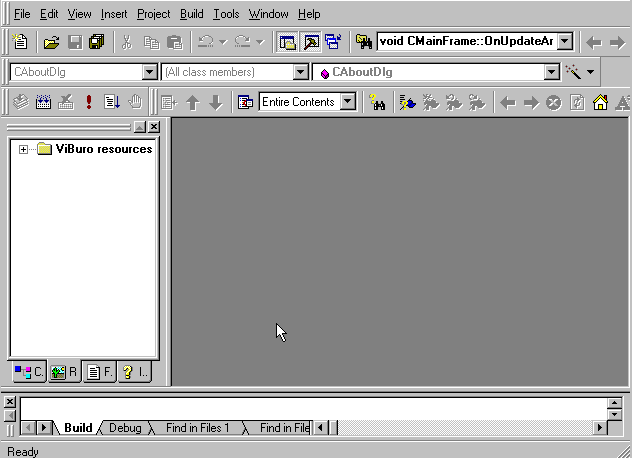 File Edit View Insert Project Build Tools Window Help
void CMainFrame::OnUpdateAr
CAboutDlg (All class members) CAboutDlg
Entire Contents
ViBuro resources
C. R F. I..
Build Debug Find in Files 1 Find in File
Ready